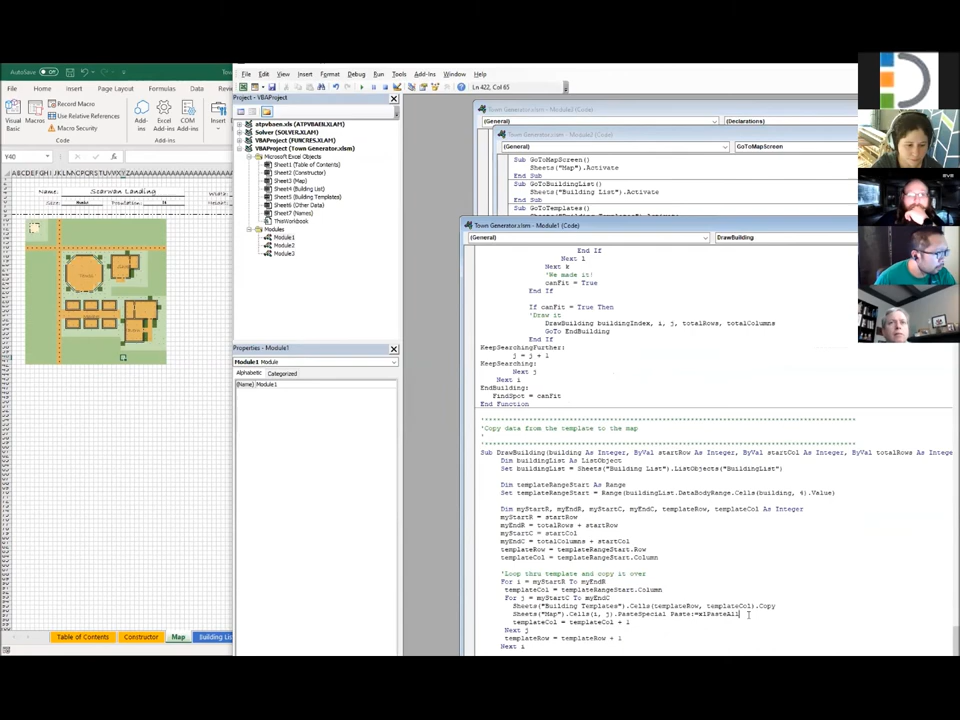 AutoSave Off
File Home Insert Page Layout Formulas Data
Visual Basic
Macros
Record Macro
Use Relative References
Macro Security
Code
Add-ins
Excel Add-ins
COM Add-ins
Add-ins
Insert
Y40
Name: Scarwan Landing
Size:
File Edit View Insert Format Debug Run Tools Add-Ins Window Help
Ln 422, Col 65
Project - VBAProject
atpvbaen.xls (ATPVBAEN.XLAM)
Solver (SOLVER.XLAM)
VBAProject (FUNCRES.XLAM)
VBAProject (Town Generator.xlsm)
Microsoft Excel Objects
Sheet1 (Table of Contents)
Sheet2 (Constructor)
Sheet3 (Map)
Sheet4 (Building List)
Sheet5 (Building Templates)
Sheet6 (Other Data)
Sheet7 (Names)
ThisWorkbook
Modules
Module1
Module2
Module3
Properties - Module1
Module1 Module
Alphabetic Categorized
(Name) Module1
(General) (Declarations)
Town Generator.xlsm - Module2 (Code)
(General) GoToMapScreen
Sub GoToMapScreen()
Sheets("Map").Activate
End Sub
Sub GoToBuildingList()
Sheets("Building List").Activate
End Sub
Sub GoToTemplates()
Town Generator.xlsm - Module1 (Code)
(General) DrawBuilding
End If
Next l
Next k
'We made it!
canFit = True
End If
If canFit = True Then
'Draw it
DrawBuilding buildingIndex, i, j, totalRows, totalColumns
GoTo EndBuilding
End If
KeepSearchingFurther:
j = j + 1
KeepSearching:
Next j
Next i
EndBuilding:
FindSpot = canFit
End Function
'Copy data from the template to the map
'
Sub DrawBuilding(building As Integer, ByVal startRow As Integer, ByVal startCol As Integer, ByVal totalRows As Intege
Dim buildingList As ListObject
Set buildingList = Sheets("Building List").ListObjects("BuildingList")
Dim templateRangeStart As Range
Set templateRangeStart = Range(buildingList.DataBodyRange.Cells(building, 4).Value)
Dim myStartR, myEndR, myStartC, myEndC, templateRow, templateCol As Integer
myStartR = startRow
myEndR = totalRows + startRow
myStartC = startCol
myEndC = totalColumns + startCol
templateRow = templateRangeStart.Row
templateCol = templateRangeStart.Column
'Loop thru template and copy it over
For i = myStartR To myEndR
templateCol = templateRangeStart.Column
For j = myStartC To myEndC
Sheets("Building Templates").Cells(templateRow, templateCol).Copy
Sheets("Map").Cells(i, j).PasteSpecial Paste:=xlPasteAll
templateCol = templateCol + 1
Next j
templateRow = templateRow + 1
Next i
Table of Contents Constructor Map Building List